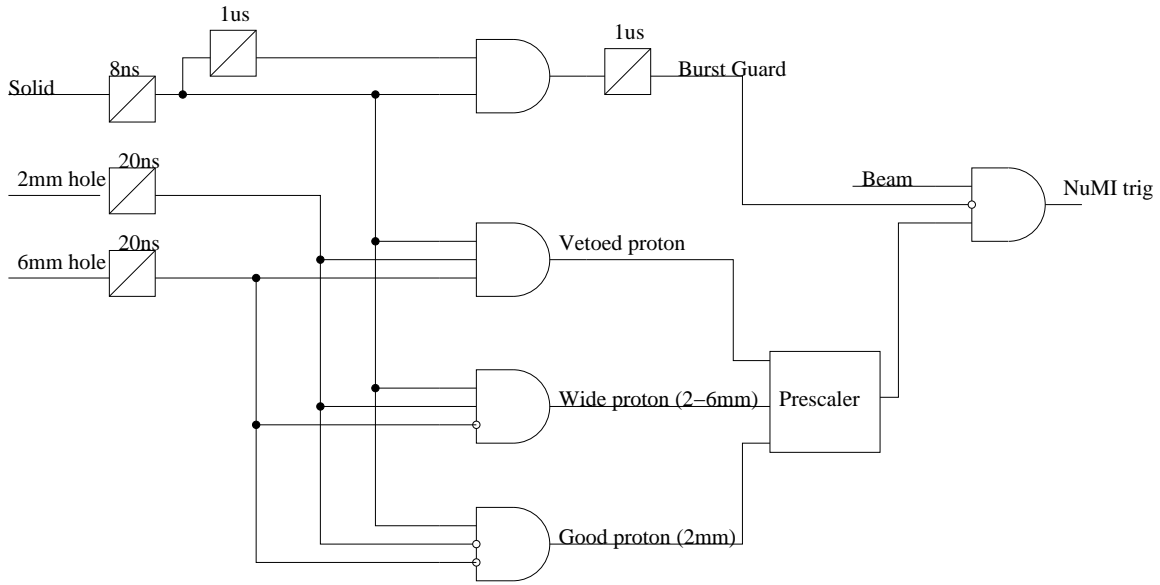 1us
1us
8ns
Solid
Burst Guard
20ns
2mm hole
Beam
NuMI trig
20ns
6mm hole
Vetoed proton
Wide proton (2−6mm)
Prescaler
Good proton (2mm)